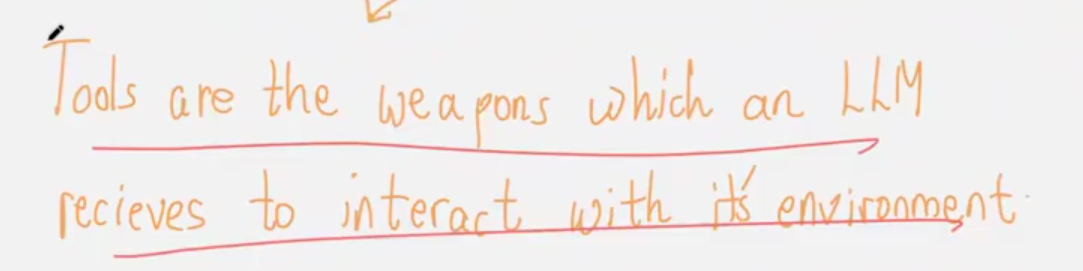 Tools are the weapons which an LLM
recieves to interact with it's environment.